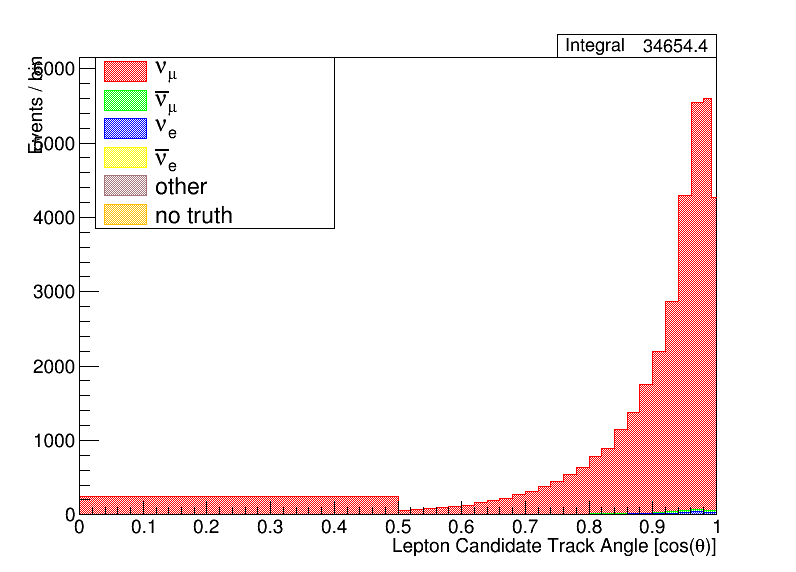 Integral 34654.4
Events / bin
6000
5000
4000
3000
2000
1000
0
νμ
ν̅μ
νe
ν̅e
other
no truth
0 0.1 0.2 0.3 0.4 0.5 0.6 0.7 0.8 0.9 1
Lepton Candidate Track Angle [cos(θ)]